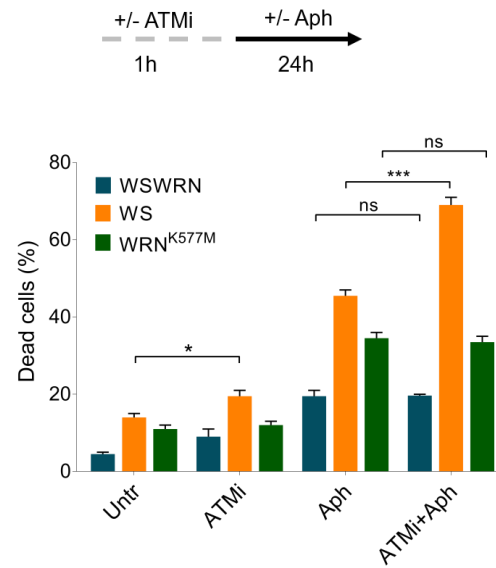 +/- ATMi +/- Aph
1h 24h
ns
***
ns
*
WSWRN
WS
WRNK577M
Dead cells (%)
80
60
40
20
0
Untr
ATMi
Aph
ATMi+Aph